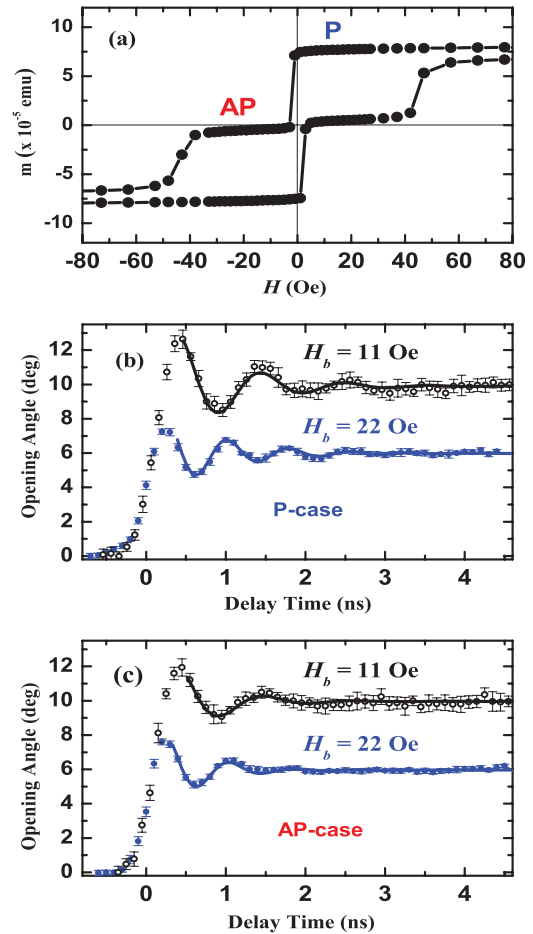 (a)
P
AP
m (x 10⁻⁵ emu)
10
5
0
-5
-10
-80 -60 -40 -20 0 20 40 60 80
H (Oe)
(b)
H_b = 11 Oe
H_b = 22 Oe
P-case
Opening Angle (deg)
12
10
8
6
4
2
0
0 1 2 3 4
Delay Time (ns)
(c)
H_b = 11 Oe
H_b = 22 Oe
AP-case
Opening Angle (deg)
12
10
8
6
4
2
0
0 1 2 3 4
Delay Time (ns)